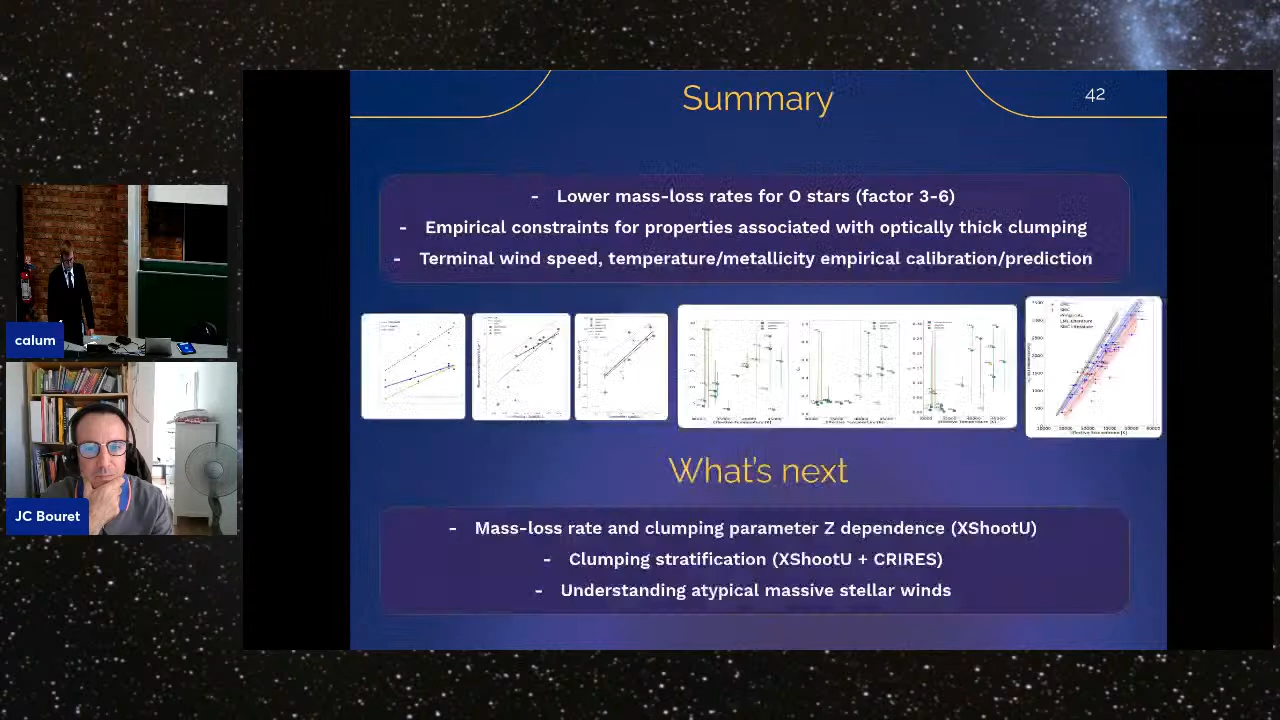 Summary
42
- Lower mass-loss rates for O stars (factor 3-6)
- Empirical constraints for properties associated with optically thick clumping
- Terminal wind speed, temperature/metallicity empirical calibration/prediction
What's next
- Mass-loss rate and clumping parameter Z dependence (XShootU)
- Clumping stratification (XShootU + CRIRES)
- Understanding atypical massive stellar winds
calum
JC Bouret